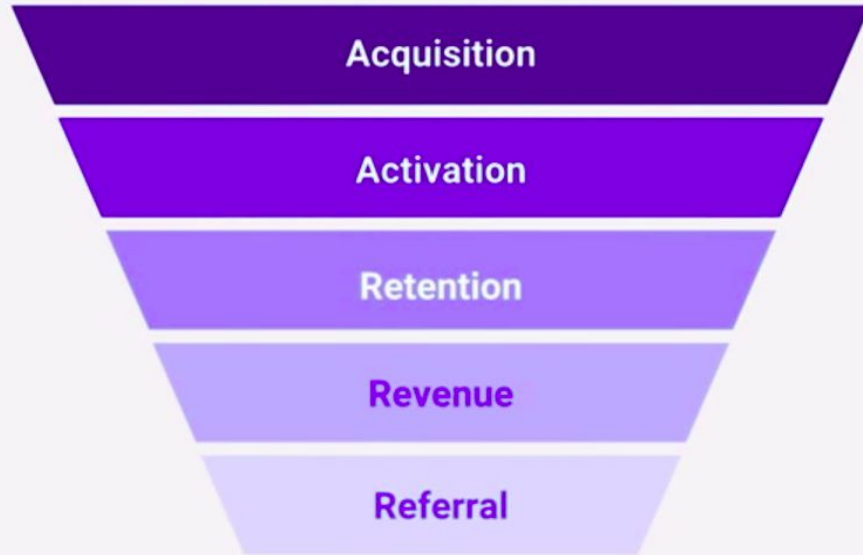 Acquisition
Activation
Retention
Revenue
Referral